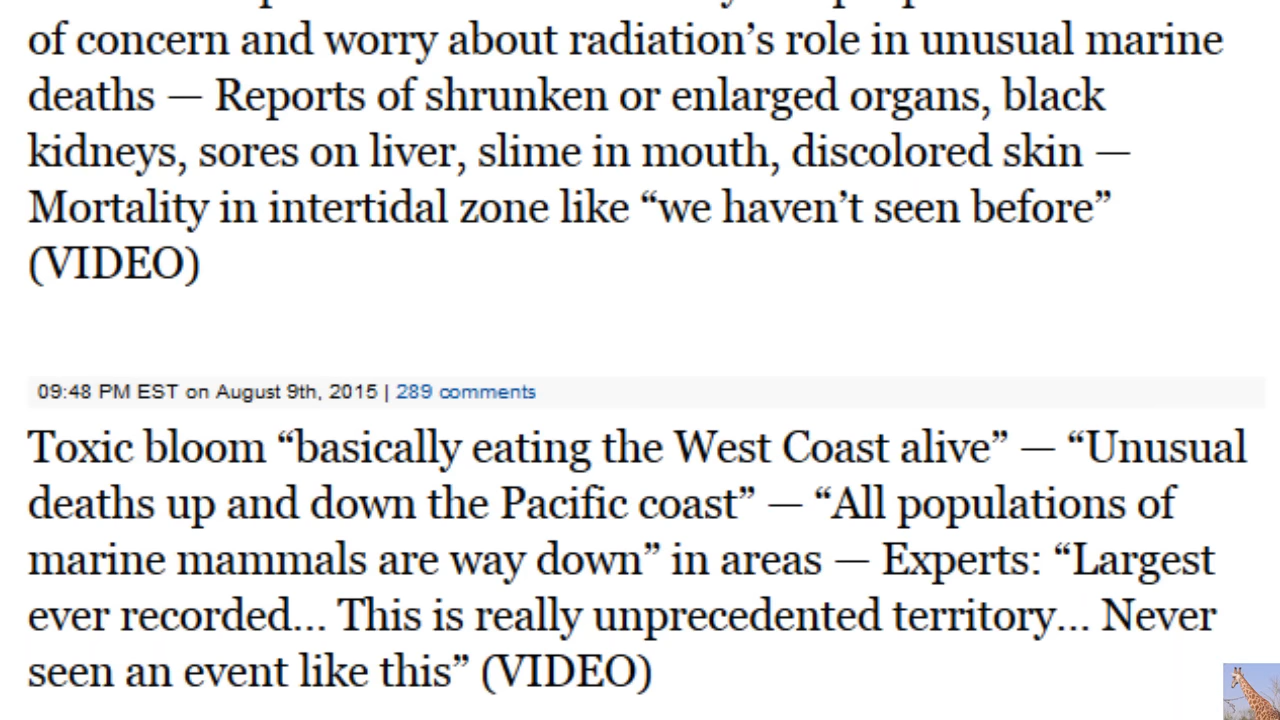 of concern and worry about radiation’s role in unusual marine
deaths — Reports of shrunken or enlarged organs, black
kidneys, sores on liver, slime in mouth, discolored skin —
Mortality in intertidal zone like “we haven’t seen before”
(VIDEO)
09:48 PM EST on August 9th, 2015 | 289 comments
Toxic bloom “basically eating the West Coast alive” — “Unusual
deaths up and down the Pacific coast” — “All populations of
marine mammals are way down” in areas — Experts: “Largest
ever recorded... This is really unprecedented territory... Never
seen an event like this” (VIDEO)